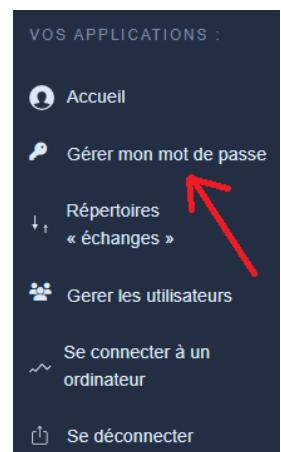 VOS APPLICATIONS :
Accueil
Gérer mon mot de passe
Répertoires
« échanges »
Gerer les utilisateurs
Se connecter à un
ordinateur
Se déconnecter